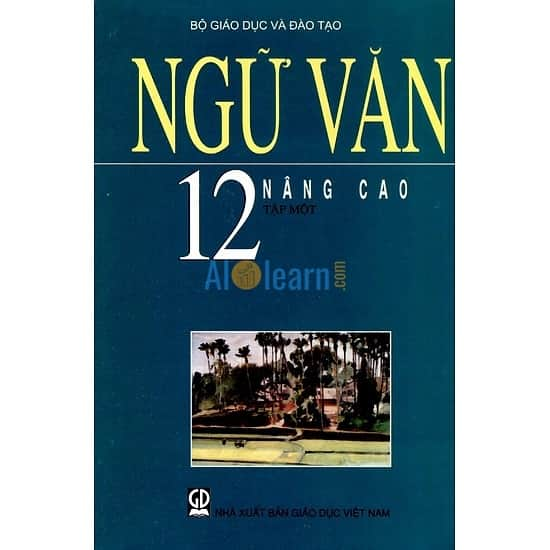 BỘ GIÁO DỤC VÀ ĐÀO TẠO
NGỮ VĂN
12 NÂNG CAO
TẬP MỘT
AI learn.com
GD
NHÀ XUẤT BẢN GIÁO DỤC VIỆT NAM